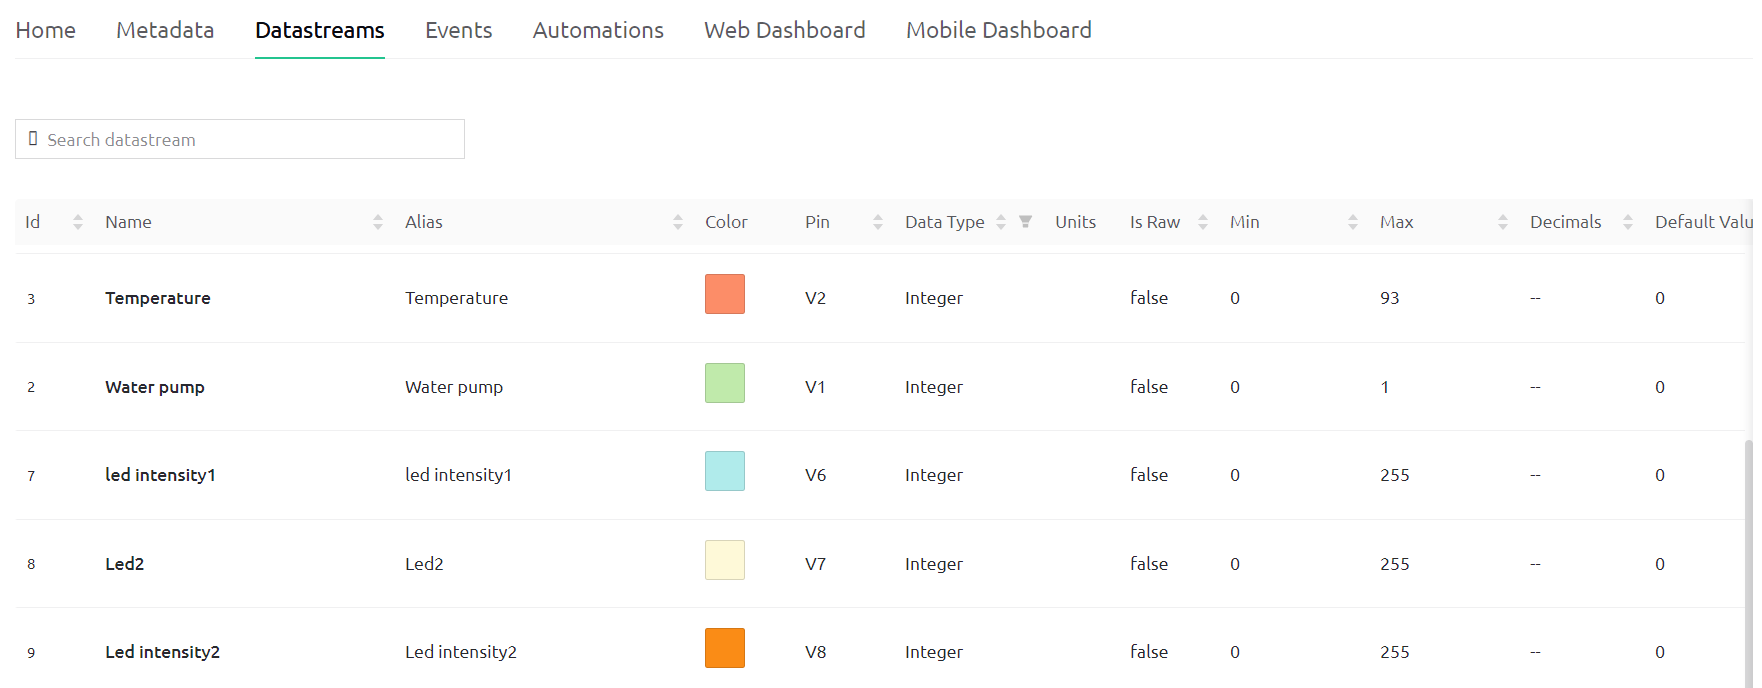 Home Metadata Datastreams Events Automations Web Dashboard Mobile Dashboard
Search datastream
Id Name Alias Color Pin Data Type Units Is Raw Min Max Decimals Default Valu
3 Temperature Temperature V2 Integer false 0 93 -- 0
2 Water pump Water pump V1 Integer false 0 1 -- 0
7 led intensity1 led intensity1 V6 Integer false 0 255 -- 0
8 Led2 Led2 V7 Integer false 0 255 -- 0
9 Led intensity2 Led intensity2 V8 Integer false 0 255 -- 0